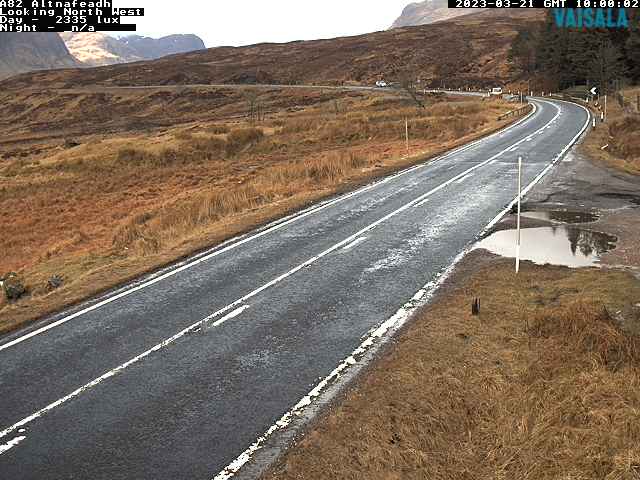 A82 Altnafeadh
Looking North West
Day - 2335 lux
Night - n/a
2023-03-21 GMT 10:00:02
VAISALA